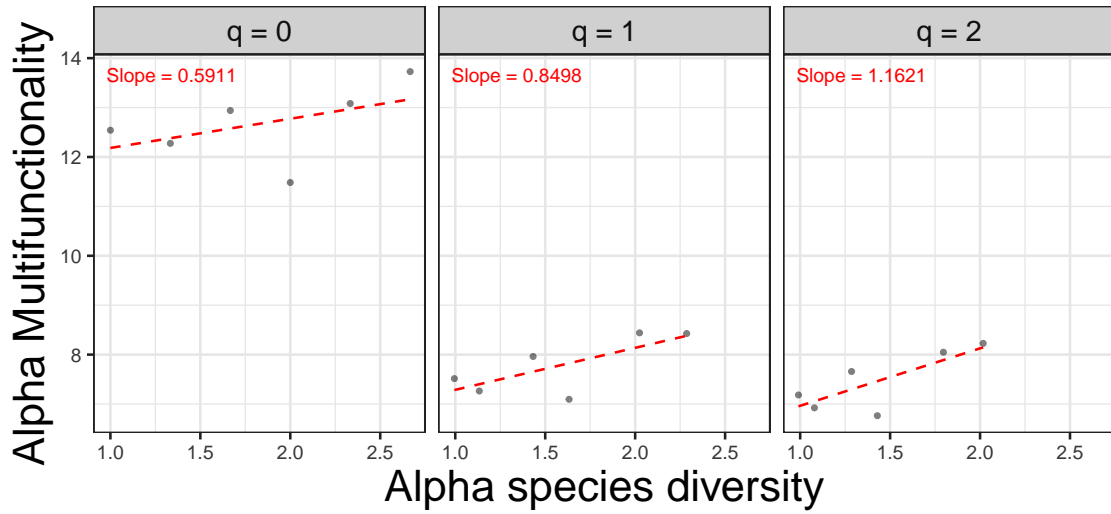 q = 0
q = 1
q = 2
Alpha Multifunctionality
14
12
10
8
Slope = 0.5911
Slope = 0.8498
Slope = 1.1621
1.0 1.5 2.0 2.5
1.0 1.5 2.0 2.5
1.0 1.5 2.0 2.5
Alpha species diversity